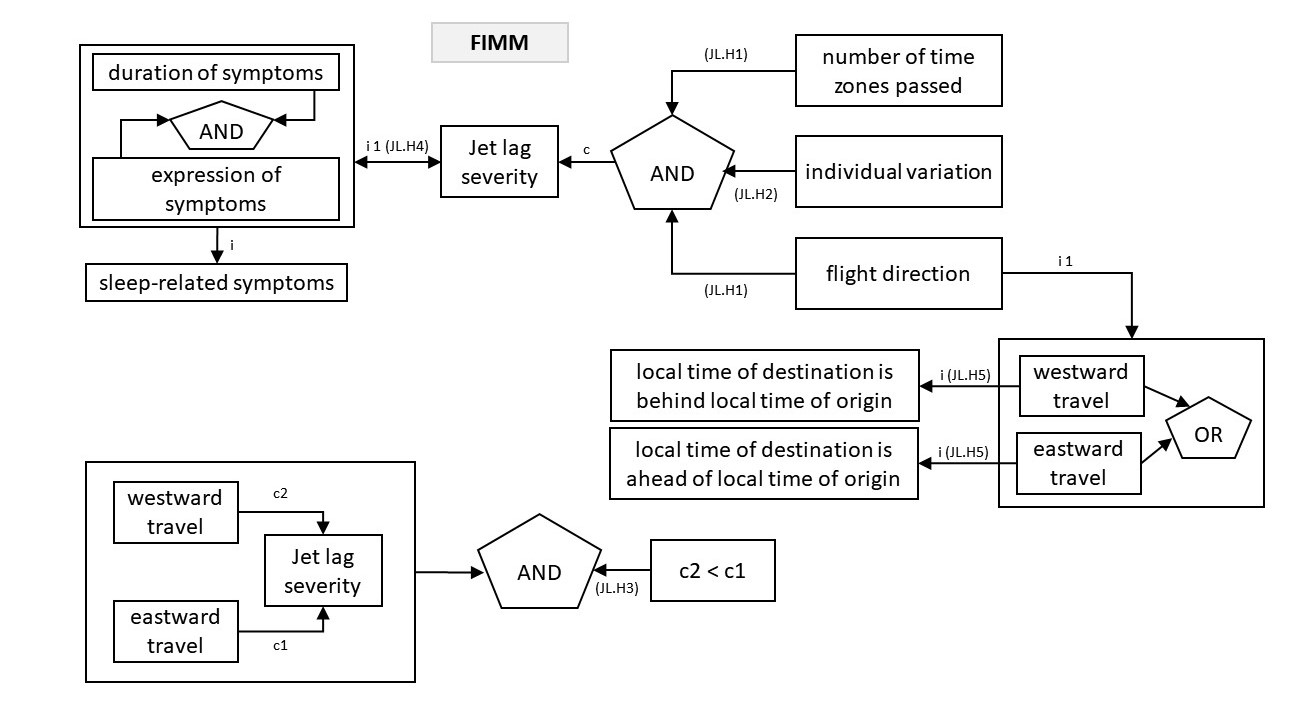 FIMM
duration of symptoms
AND
expression of
symptoms
i
sleep-related symptoms
i 1 (JL.H4)
Jet lag
severity
c
AND
(JL.H1)
number of time
zones passed
(JL.H2)
individual variation
(JL.H1)
flight direction
i 1
westward
travel
eastward
travel
OR
i (JL.H5)
local time of destination is
behind local time of origin
i (JL.H5)
local time of destination is
ahead of local time of origin
westward
travel
c2
Jet lag
severity
eastward
travel
c1
AND
(JL.H3)
c2 < c1